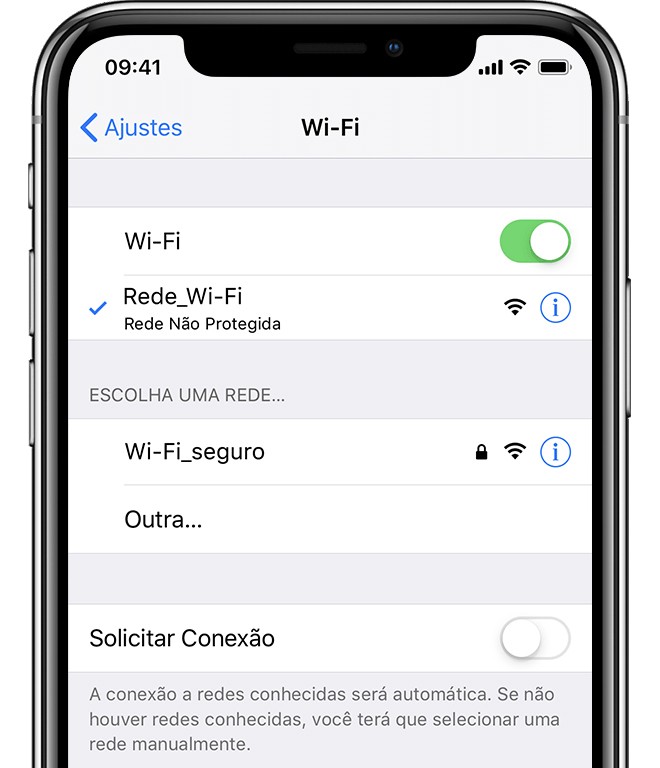 09:41
Ajustes
Wi-Fi
Wi-Fi
Rede_Wi-Fi
Rede Não Protegida
ESCOLHA UMA REDE...
Wi-Fi_seguro
Outra...
Solicitar Conexão
A conexão a redes conhecidas será automática. Se não
houver redes conhecidas, você terá que selecionar uma
rede manualmente.